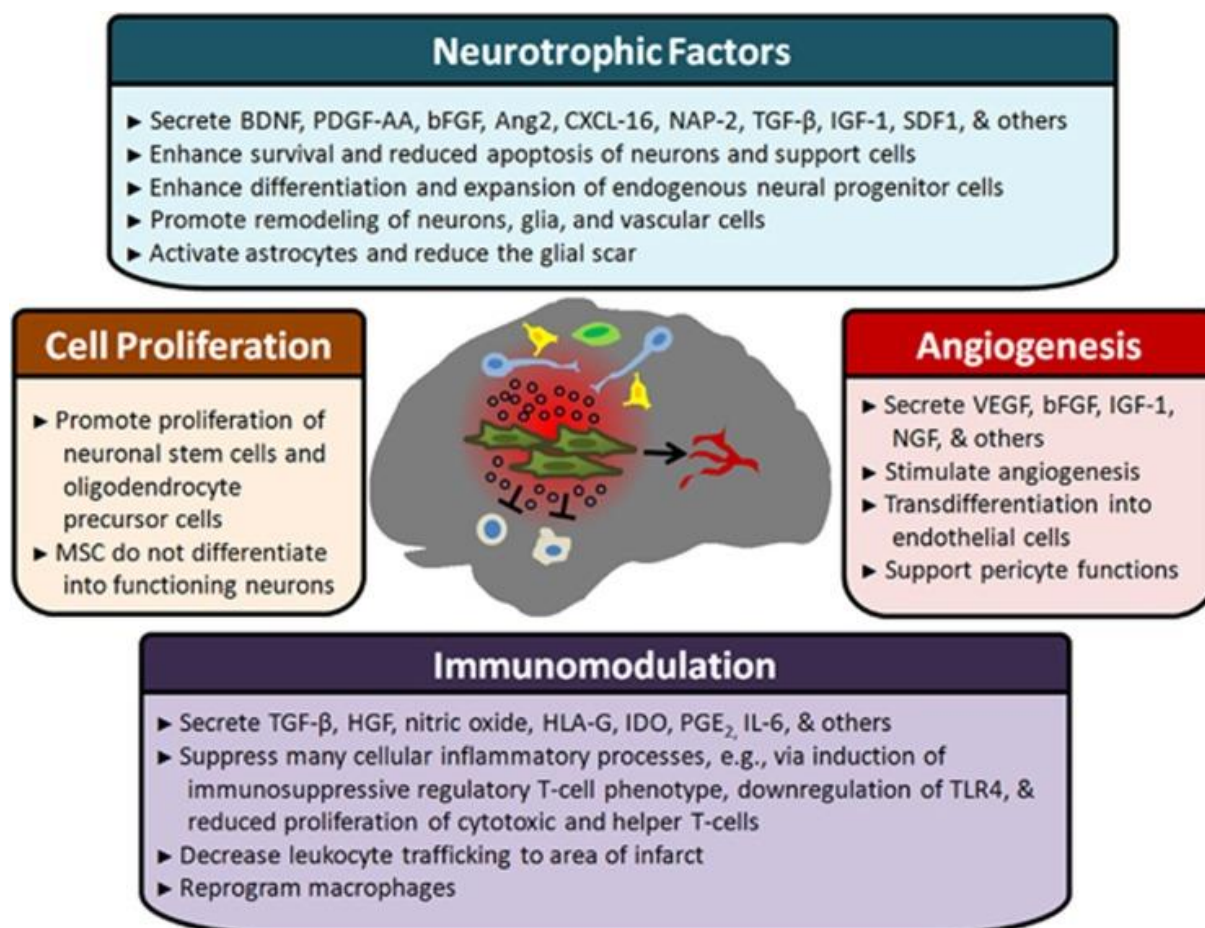 Neurotrophic Factors
► Secrete BDNF, PDGF-AA, bFGF, Ang2, CXCL-16, NAP-2, TGF-β, IGF-1, SDF1, & others
► Enhance survival and reduced apoptosis of neurons and support cells
► Enhance differentiation and expansion of endogenous neural progenitor cells
► Promote remodeling of neurons, glia, and vascular cells
► Activate astrocytes and reduce the glial scar
Cell Proliferation
► Promote proliferation of
neuronal stem cells and
oligodendrocyte
precursor cells
► MSC do not differentiate
into functioning neurons
Angiogenesis
► Secrete VEGF, bFGF, IGF-1,
NGF, & others
► Stimulate angiogenesis
► Transdifferentiation into
endothelial cells
► Support pericyte functions
Immunomodulation
► Secrete TGF-β, HGF, nitric oxide, HLA-G, IDO, PGE₂, IL-6, & others
► Suppress many cellular inflammatory processes, e.g., via induction of
immunosuppressive regulatory T-cell phenotype, downregulation of TLR4, &
reduced proliferation of cytotoxic and helper T-cells
► Decrease leukocyte trafficking to area of infarct
► Reprogram macrophages